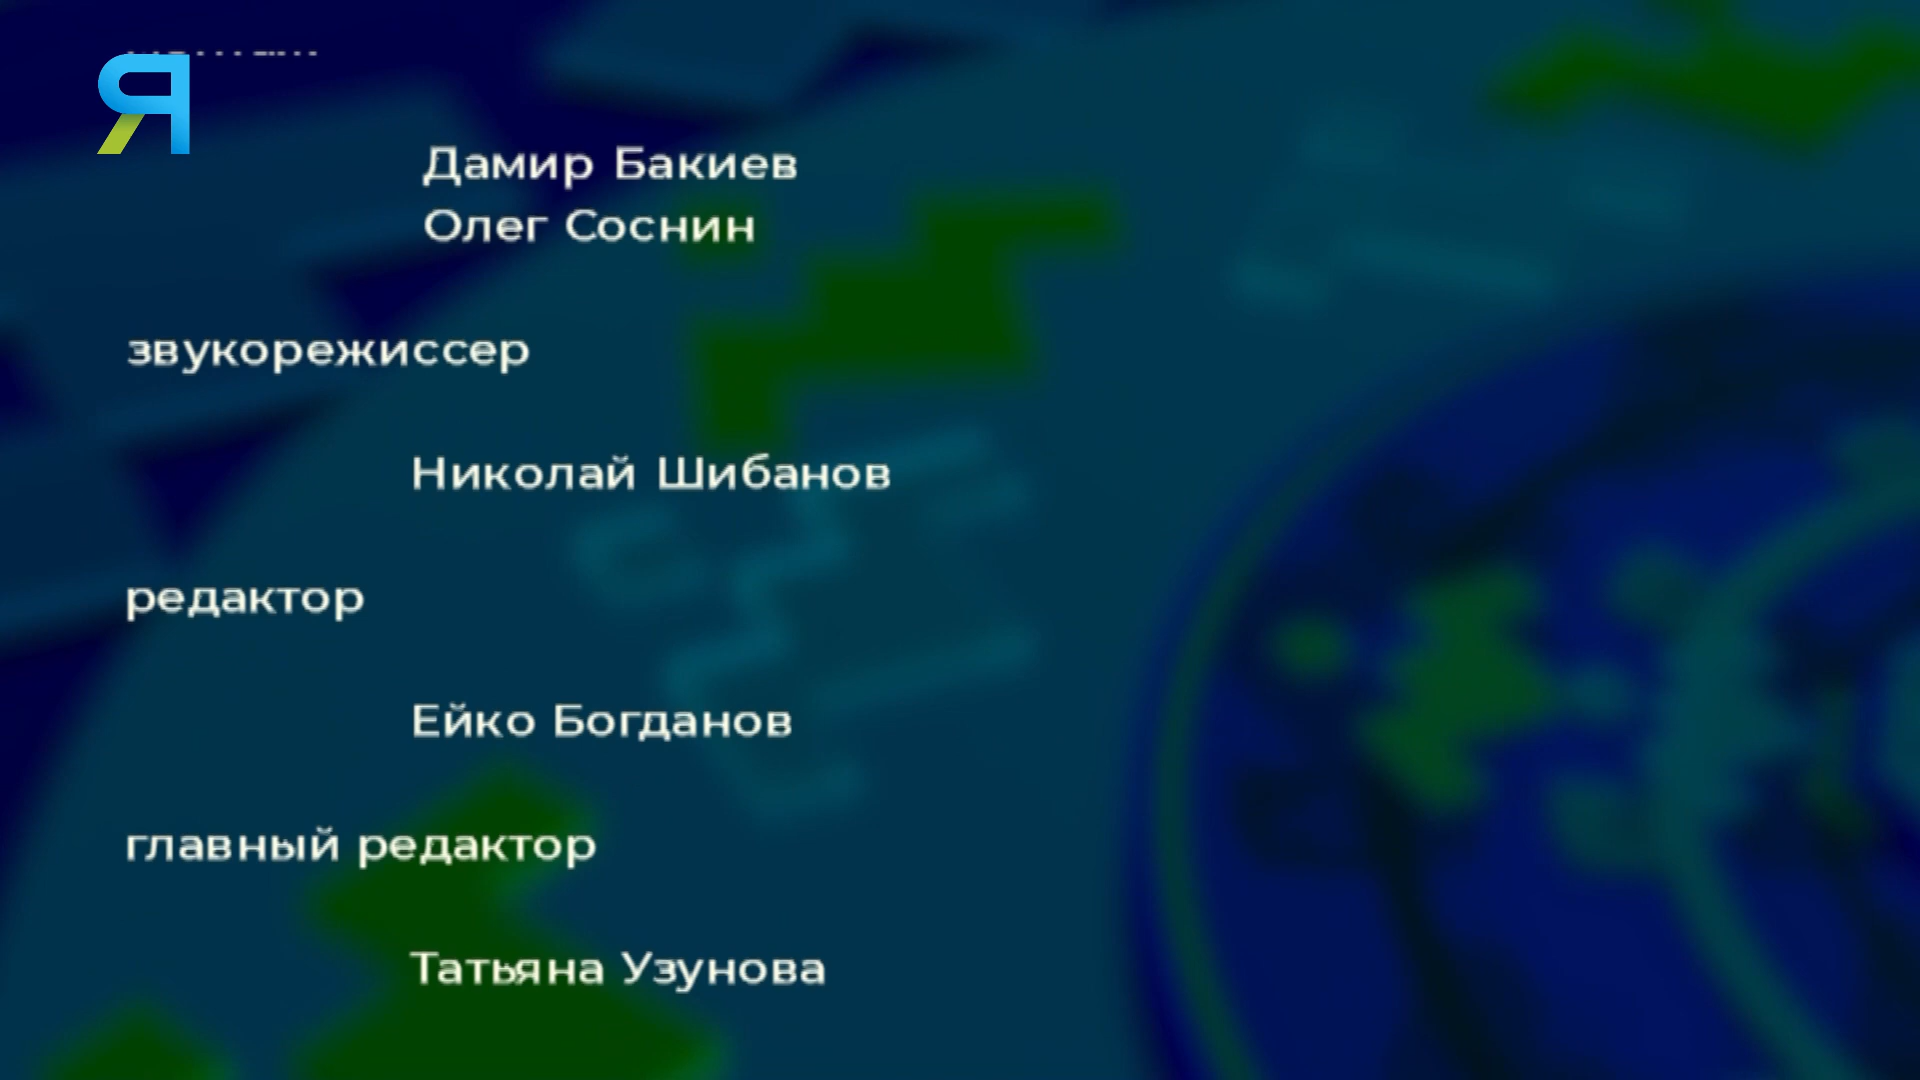 Я
Дамир Бакиев
Олег Соснин
звукорежиссер
Николай Шибанов
редактор
Ейко Богданов
главный редактор
Татьяна Узунова